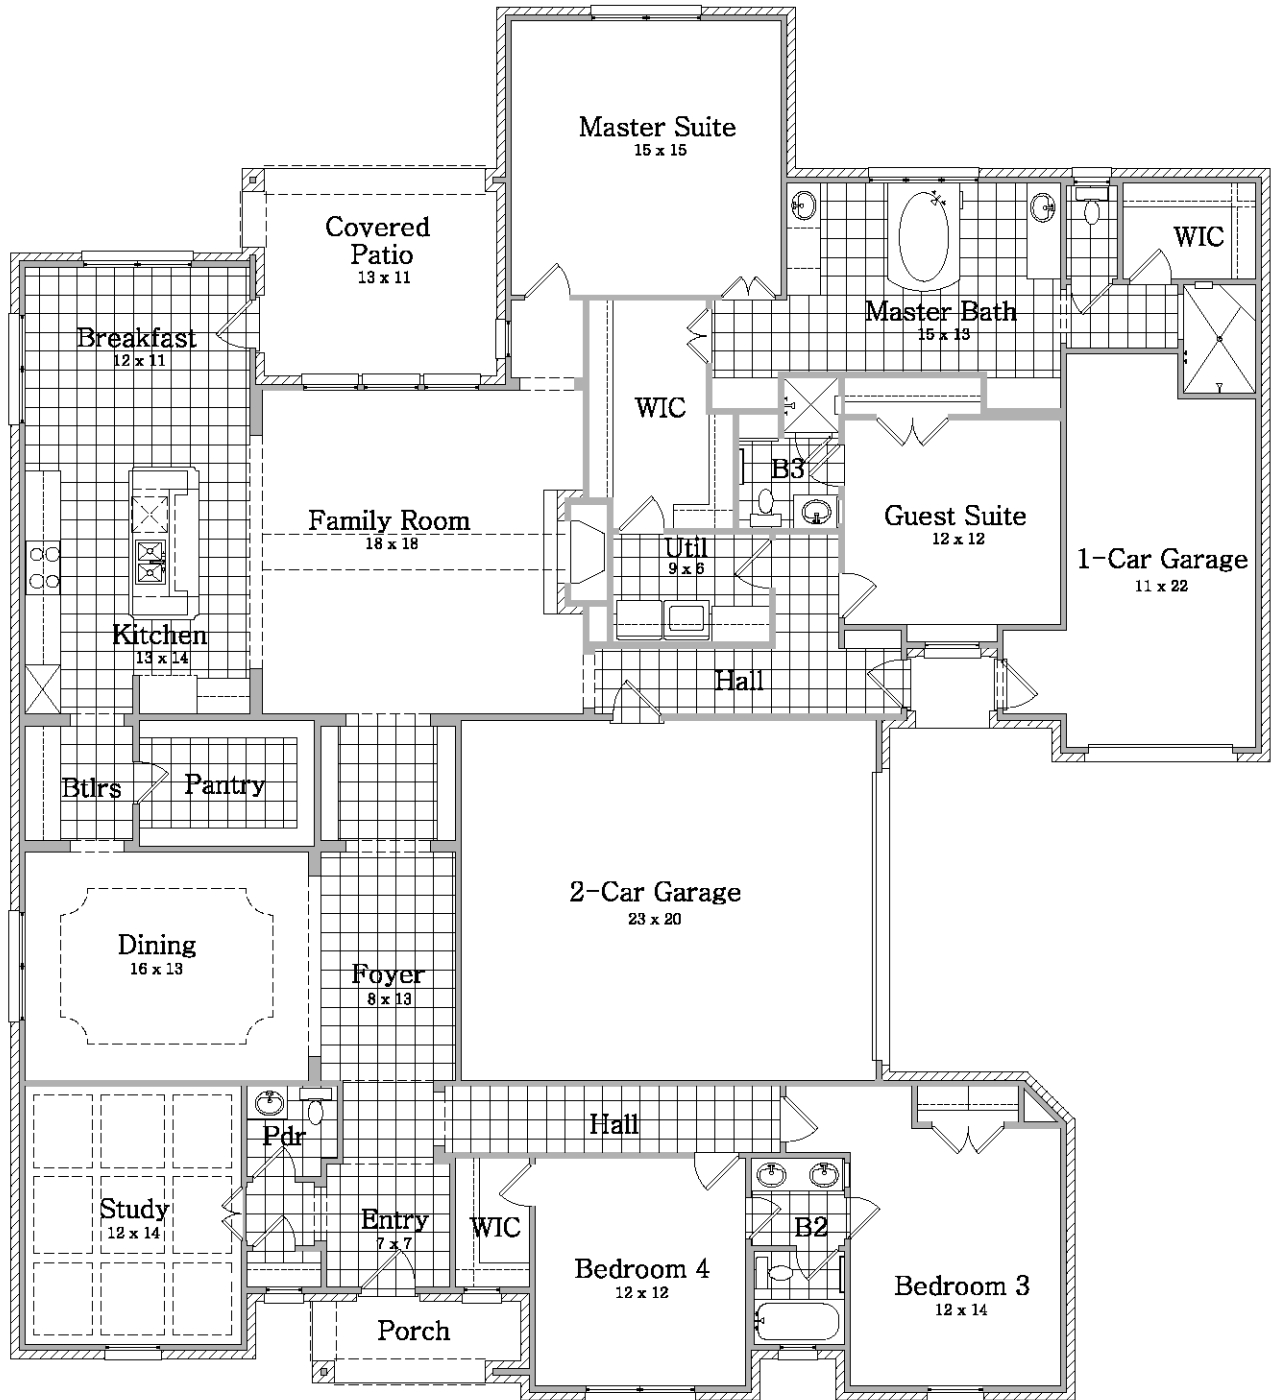 Master Suite
15 x 15
Covered
Patio
13 x 11
WIC
Breakfast
12 x 11
Master Bath
15 x 13
WIC
B3
Family Room
18 x 18
Guest Suite
12 x 12
Util
9 x 6
1-Car Garage
11 x 22
Kitchen
13 x 14
Hall
Btlrs
Pantry
2-Car Garage
23 x 20
Dining
16 x 13
Foyer
8 x 13
Hall
Pdr
Study
12 x 14
Entry
7 x 7
WIC
B2
Bedroom 4
12 x 12
Bedroom 3
12 x 14
Porch